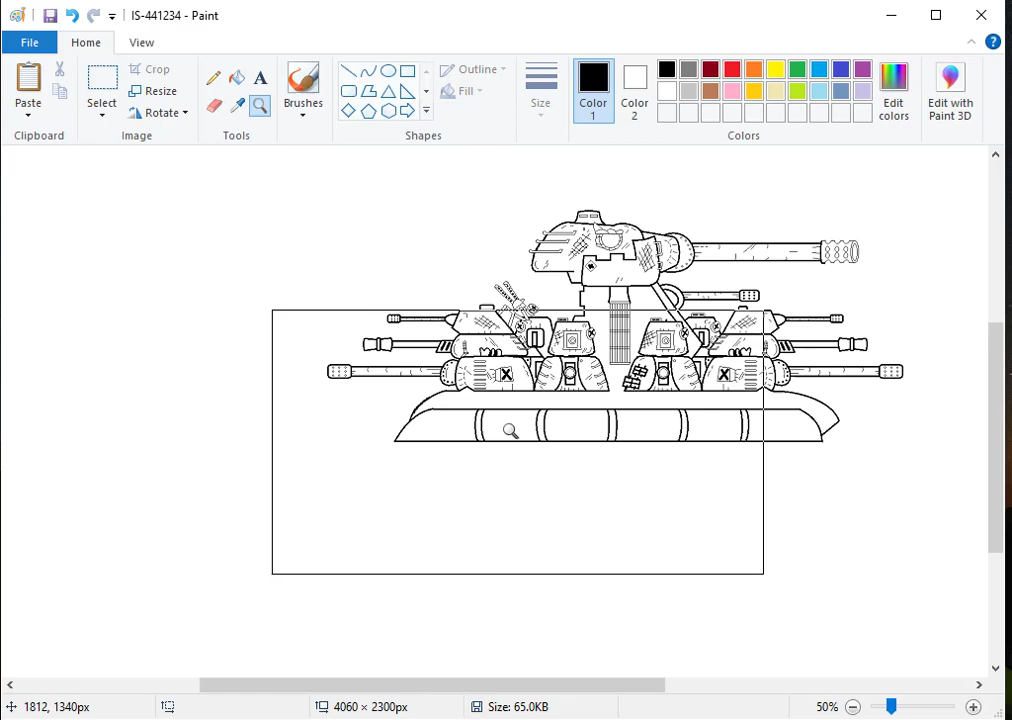 IS-441234 - Paint
File
Home
View
Paste
Clipboard
Select
Crop
Resize
Rotate
Image
A
Tools
Brushes
Outline
Fill
Shapes
Size
Color 1
Color 2
Edit colors
Colors
Edit with Paint 3D
X
X
1812, 1340px
4060 × 2300px
Size: 65.0KB
50%